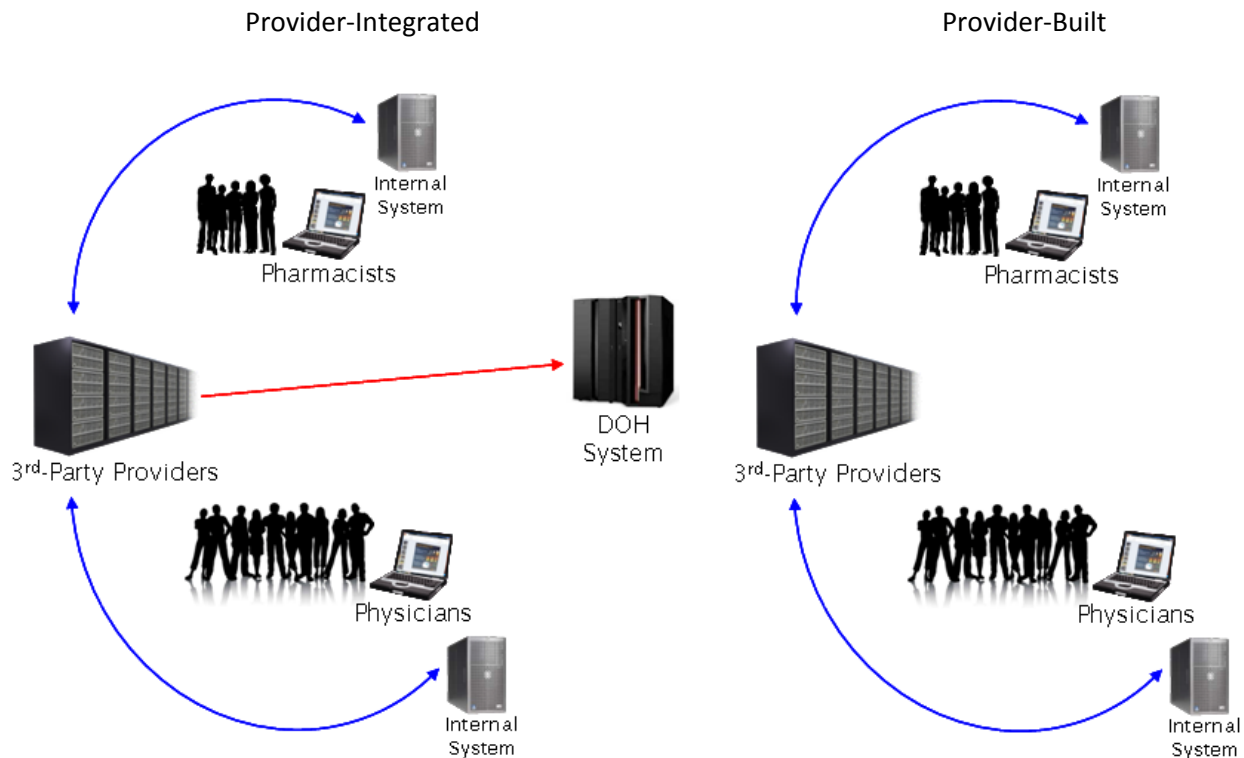 Provider-Integrated
Provider-Built
Internal
System
Internal
System
Pharmacists
Pharmacists
DOH
System
3rd-Party Providers
3rd-Party Providers
Physicians
Physicians
Internal
System
Internal
System